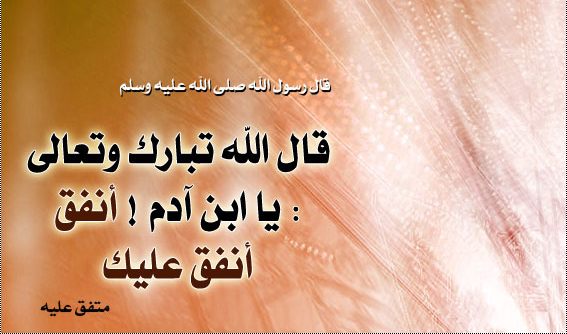 قال رسول الله صلى الله عليه وسلم
قال الله تبارك وتعالى
: يا ابن آدم ! أنفق
أنفق عليك
متفق عليه